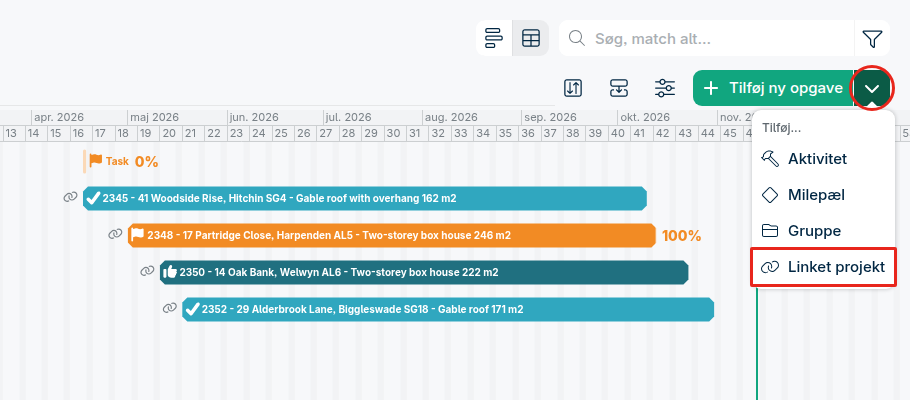 Søg, match alt...
Tilføj ny opgave
apr. 2026 maj 2026 jun. 2026 jul. 2026 aug. 2026 sep. 2026 okt. 2026 nov. 2
13 14 15 16 17 18 19 20 21 22 23 24 25 26 27 28 29 30 31 32 33 34 35 36 37 38 39 40 41 42 43 44 45
Tilføj...
Task 0%
Aktivitet
2345 - 41 Woodside Rise, Hitchin SG4 - Gable roof with overhang 162 m2
Milepæl
2348 - 17 Partridge Close, Harpenden AL5 - Two-storey box house 246 m2 100%
Gruppe
2350 - 14 Oak Bank, Welwyn AL6 - Two-storey box house 222 m2
Linket projekt
2352 - 29 Alderbrook Lane, Biggleswade SG18 - Gable roof 171 m2